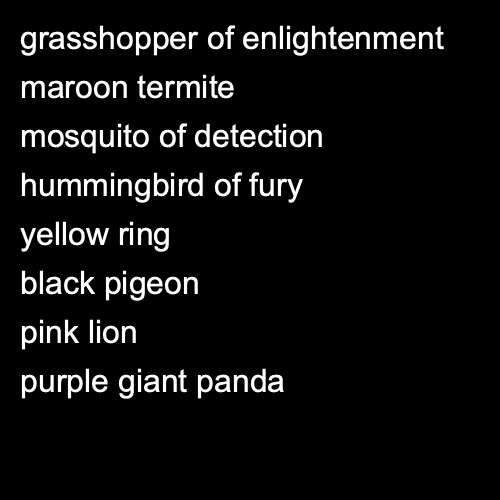 grasshopper of enlightenment
maroon termite
mosquito of detection
hummingbird of fury
yellow ring
black pigeon
pink lion
purple giant panda